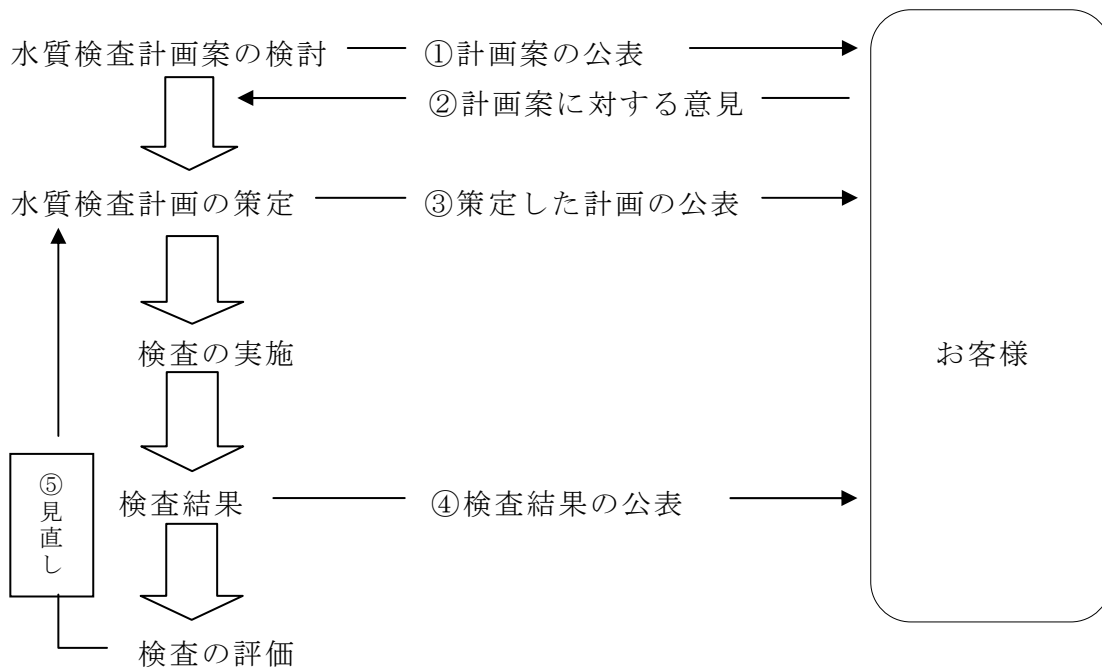 水質検査計画案の検討
①計画案の公表
②計画案に対する意見
水質検査計画の策定
③策定した計画の公表
検査の実施
お客様
⑤見直し
検査結果
④検査結果の公表
検査の評価